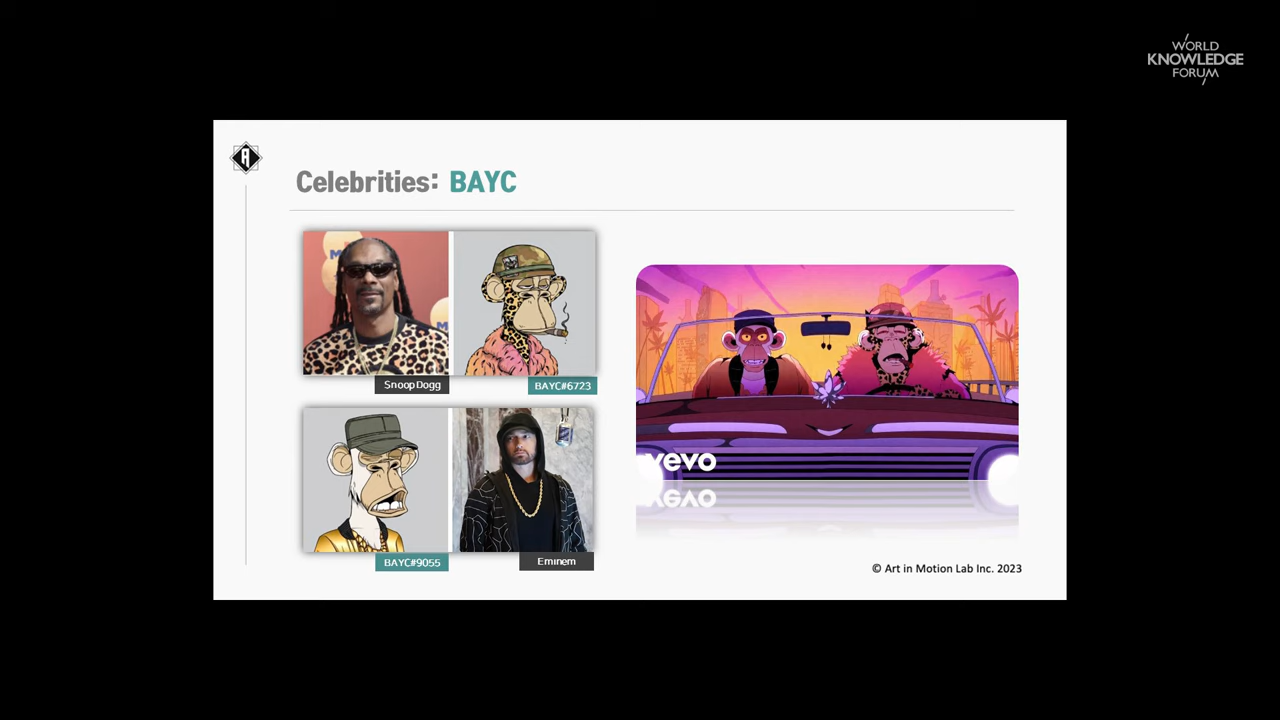 WORLD
KNOWLEDGE
FORUM
Celebrities: BAYC
Snoop Dogg
BAYC#6723
BAYC#9055
Eminem
vevo
© Art in Motion Lab Inc. 2023